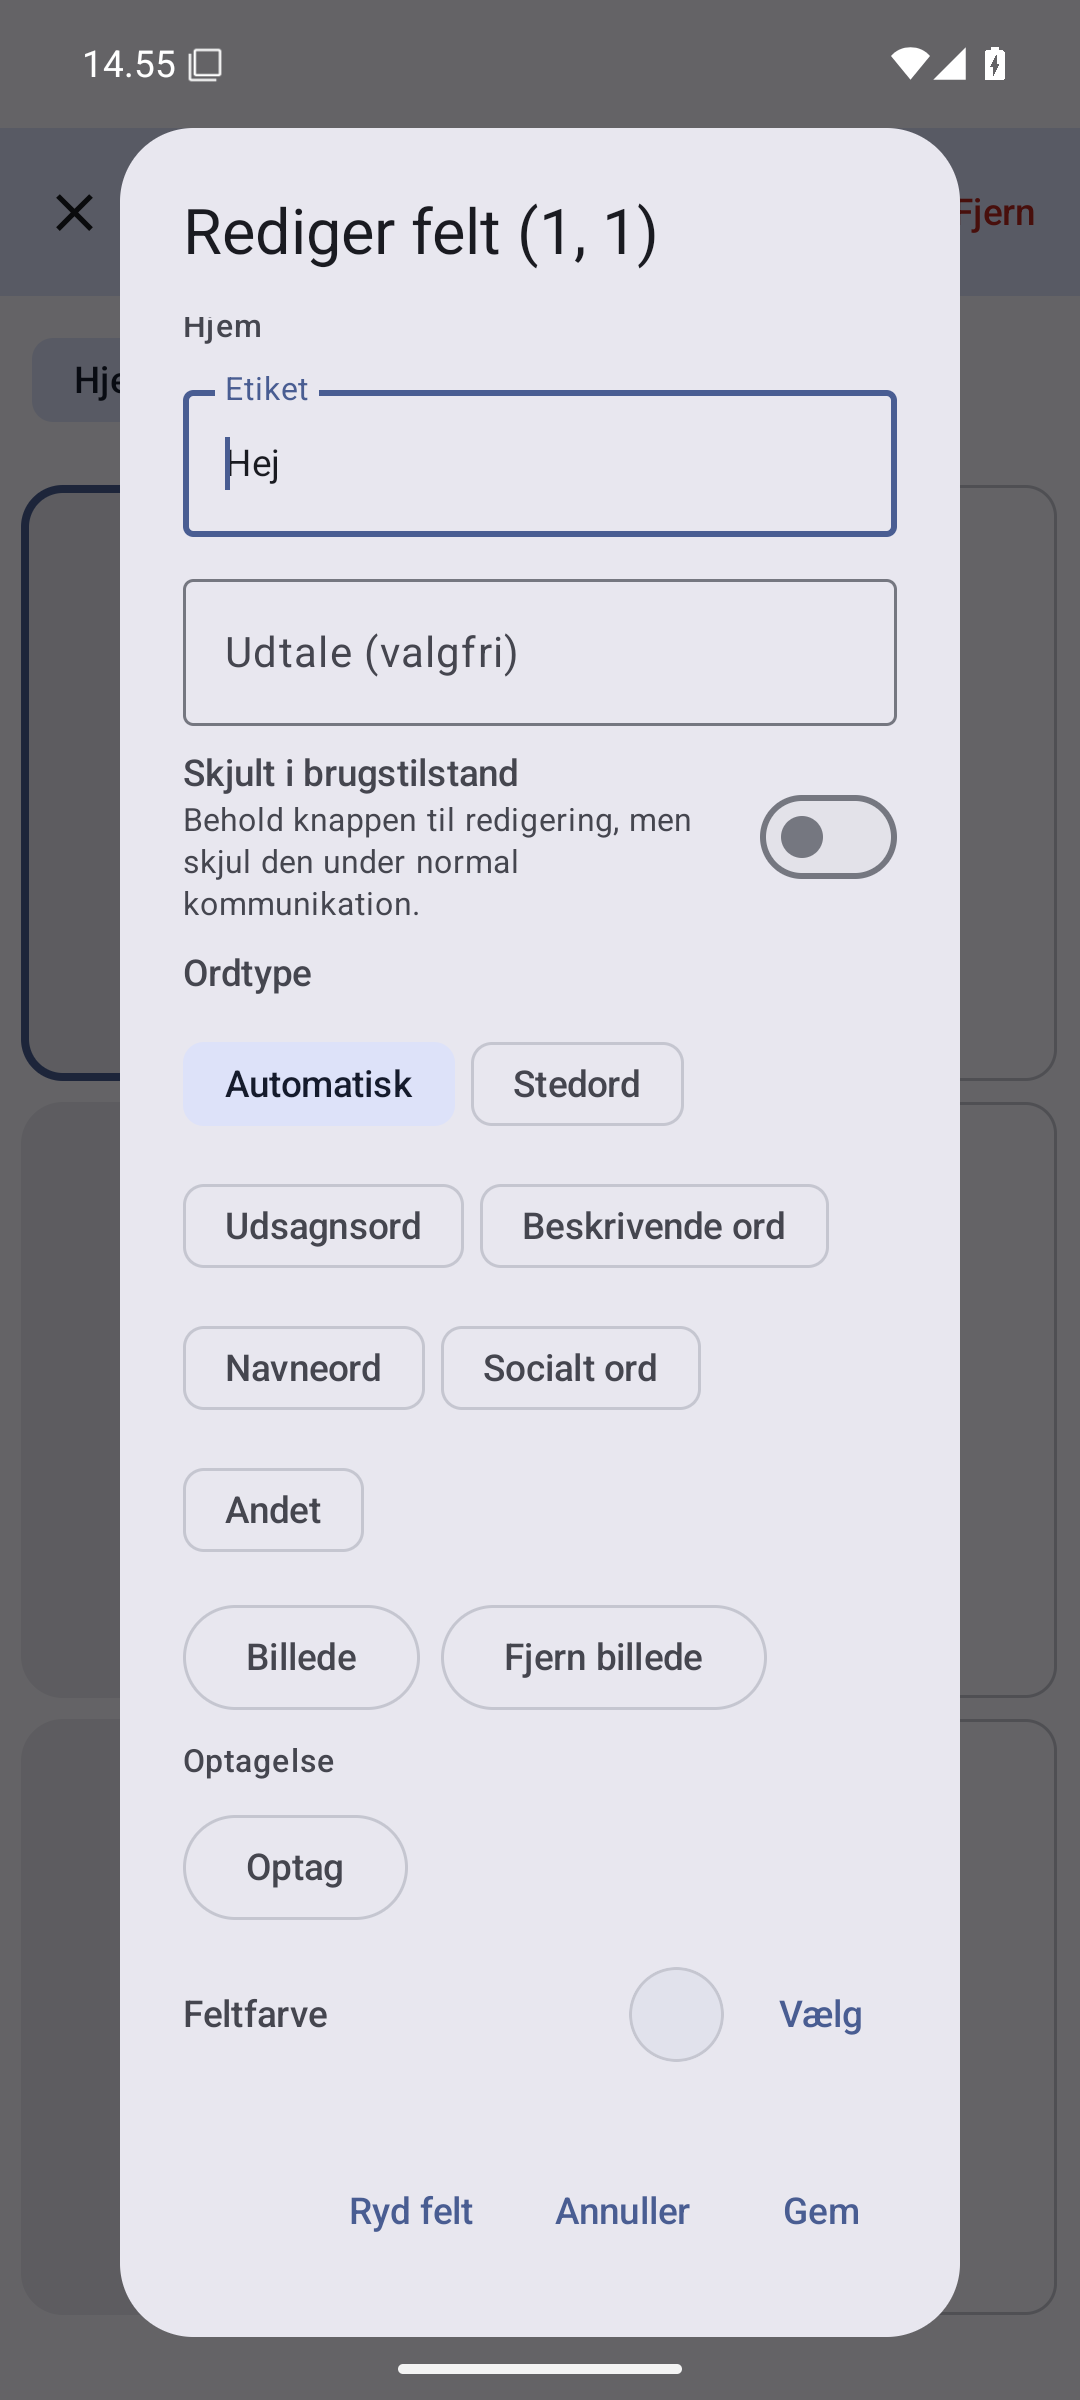 14.55
Rediger felt (1, 1)
Fjern
Hjem
Etiket
Hej
Udtale (valgfri)
Skjult i brugstilstand
Behold knappen til redigering, men
skjul den under normal
kommunikation.
Ordtype
Automatisk
Stedord
Udsagnsord
Beskrivende ord
Navneord
Socialt ord
Andet
Billede
Fjern billede
Optagelse
Optag
Feltfarve
Vælg
Ryd felt
Annuller
Gem